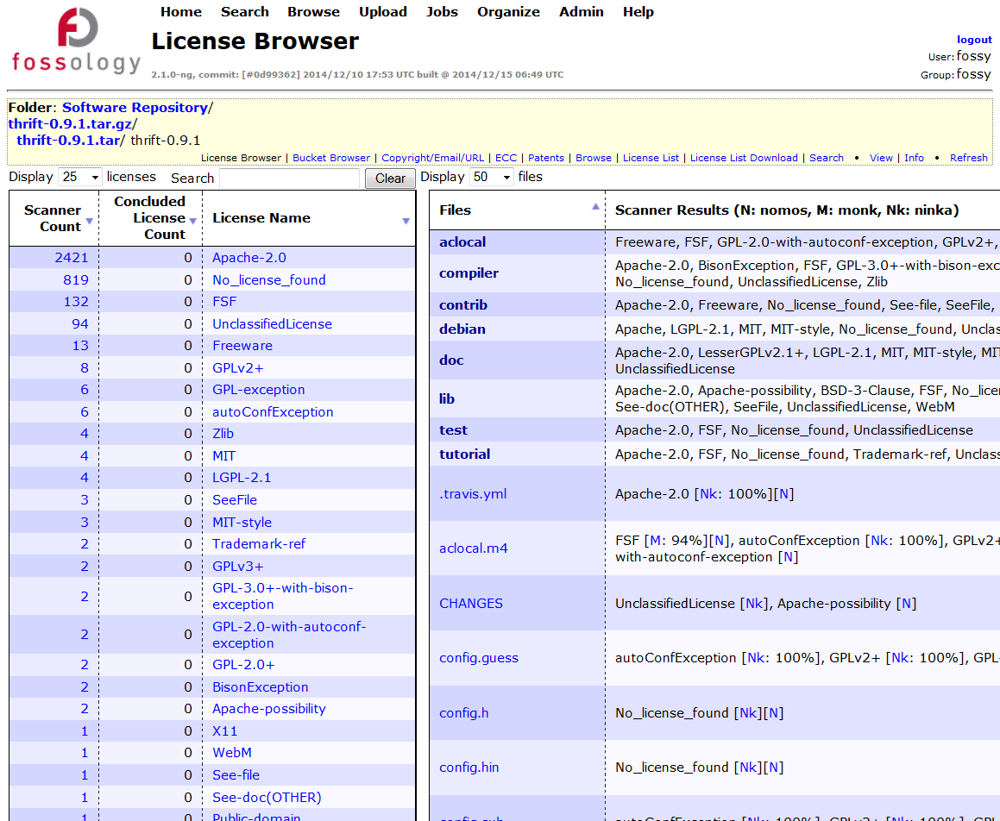 Home Search Browse Upload Jobs Organize Admin Help
fossology
License Browser
2.1.0-ng, commit: [#0d99362] 2014/12/10 17:53 UTC built @ 2014/12/15 06:49 UTC
logout
User:fossy
Group:fossy
Folder: Software Repository/
thrift-0.9.1.tar.gz/
thrift-0.9.1.tar/ thrift-0.9.1
License Browser | Bucket Browser | Copyright/Email/URL | ECC | Patents | Browse | License List | License List Download | Search • View | Info • Refresh
Display 25 licenses Search Clear
Scanner Count Concluded License Count License Name
2421 0 Apache-2.0
819 0 No_license_found
132 0 FSF
94 0 UnclassifiedLicense
13 0 Freeware
8 0 GPLv2+
6 0 GPL-exception
6 0 autoConfException
4 0 Zlib
4 0 MIT
4 0 LGPL-2.1
3 0 SeeFile
3 0 MIT-style
2 0 Trademark-ref
2 0 GPLv3+
2 0 GPL-3.0+-with-bison-
exception
2 0 GPL-2.0-with-autoconf-
exception
2 0 GPL-2.0+
2 0 BisonException
2 0 Apache-possibility
1 0 X11
1 0 WebM
1 0 See-file
1 0 See-doc(OTHER)
1 0 Public-domain
Display 50 files
Files Scanner Results (N: nomos, M: monk, Nk: ninka)
aclocal Freeware, FSF, GPL-2.0-with-autoconf-exception, GPLv2+,
compiler Apache-2.0, BisonException, FSF, GPL-3.0+-with-bison-exc
No_license_found, UnclassifiedLicense, Zlib
contrib Apache-2.0, Freeware, No_license_found, See-file, SeeFile,
debian Apache, LGPL-2.1, MIT, MIT-style, No_license_found, Unclas
doc Apache-2.0, LesserGPLv2.1+, LGPL-2.1, MIT, MIT-style, MIT
UnclassifiedLicense
lib Apache-2.0, Apache-possibility, BSD-3-Clause, FSF, No_licen
See-doc(OTHER), SeeFile, UnclassifiedLicense, WebM
test Apache-2.0, FSF, No_license_found, UnclassifiedLicense
tutorial Apache-2.0, FSF, No_license_found, Trademark-ref, Unclass
.travis.yml Apache-2.0 [Nk: 100%][N]
aclocal.m4 FSF [M: 94%][N], autoConfException [Nk: 100%], GPLv2+
with-autoconf-exception [N]
CHANGES UnclassifiedLicense [Nk], Apache-possibility [N]
config.guess autoConfException [Nk: 100%], GPLv2+ [Nk: 100%], GPL-
config.h No_license_found [Nk][N]
config.hin No_license_found [Nk][N]
config.sub autoConfException [Nk: 100%], GPLv2+ [Nk: 100%], GPL-